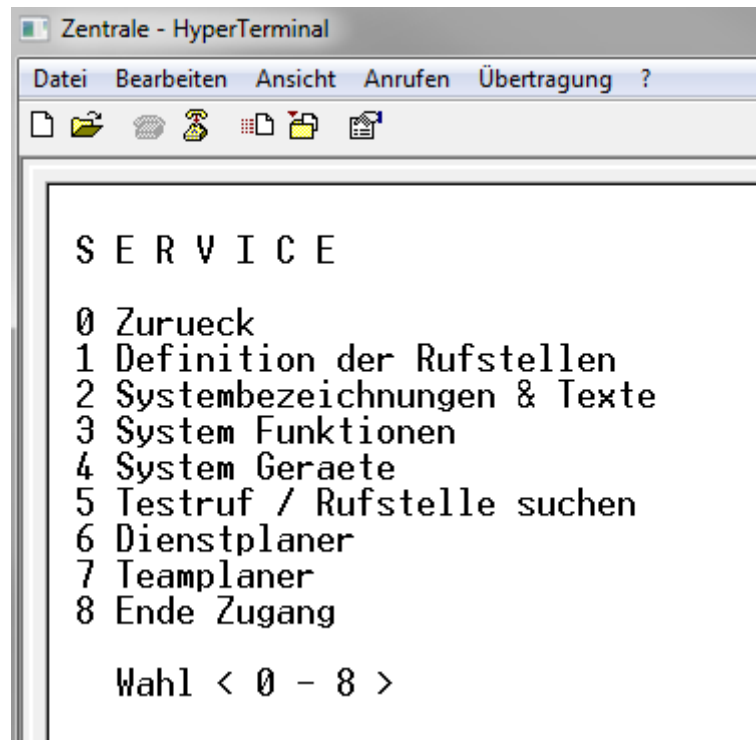 Zentrale - HyperTerminal
Datei Bearbeiten Ansicht Anrufen Übertragung ?
S E R V I C E
0 Zurueck
1 Definition der Rufstellen
2 Systembezeichnungen & Texte
3 System Funktionen
4 System Geraete
5 Testruf / Rufstelle suchen
6 Dienstplaner
7 Teamplaner
8 Ende Zugang
Wahl < 0 - 8 >